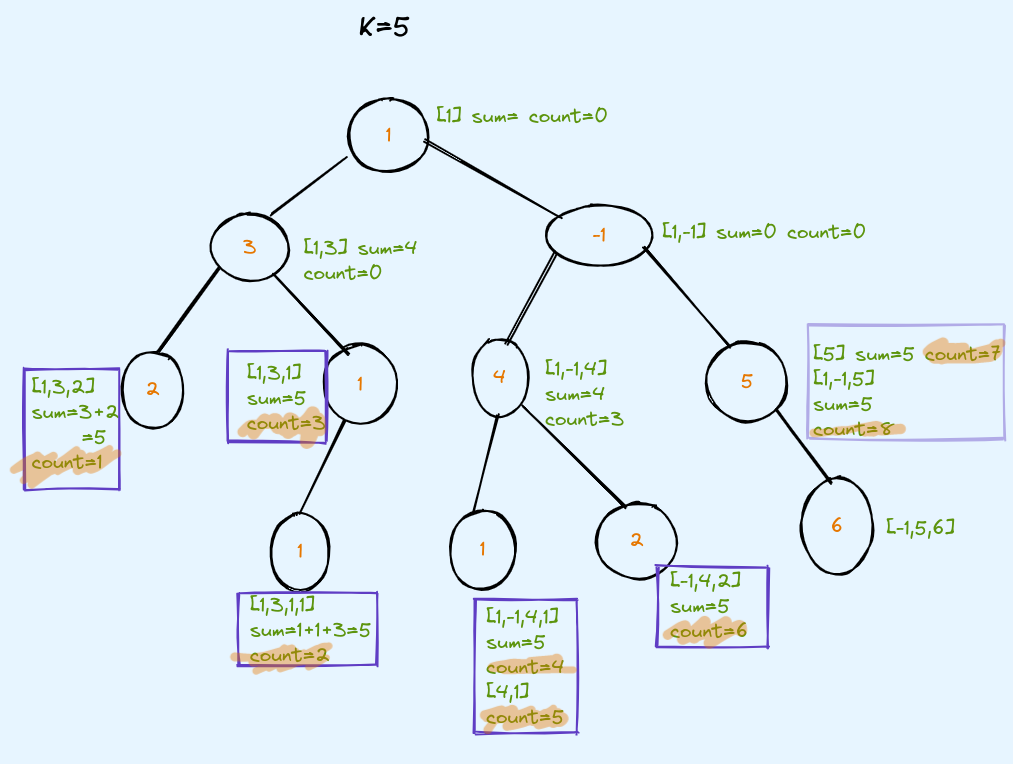 K=5
1
[1] sum= count=0
3
[1,3] sum=4
count=0
-1
[1,-1] sum=0 count=0
[1,3,2]
sum=3+2
=5
count=1
2
[1,3,1]
sum=5
count=3
1
4
[1,-1,4]
sum=4
count=3
5
[5] sum=5 count=7
[1,-1,5]
sum=5
count=8
1
[1,3,1,1]
sum=1+1+3=5
count=2
1
[1,-1,4,1]
sum=5
count=4
[4,1]
count=5
2
[-1,4,2]
sum=5
count=6
6
[-1,5,6]